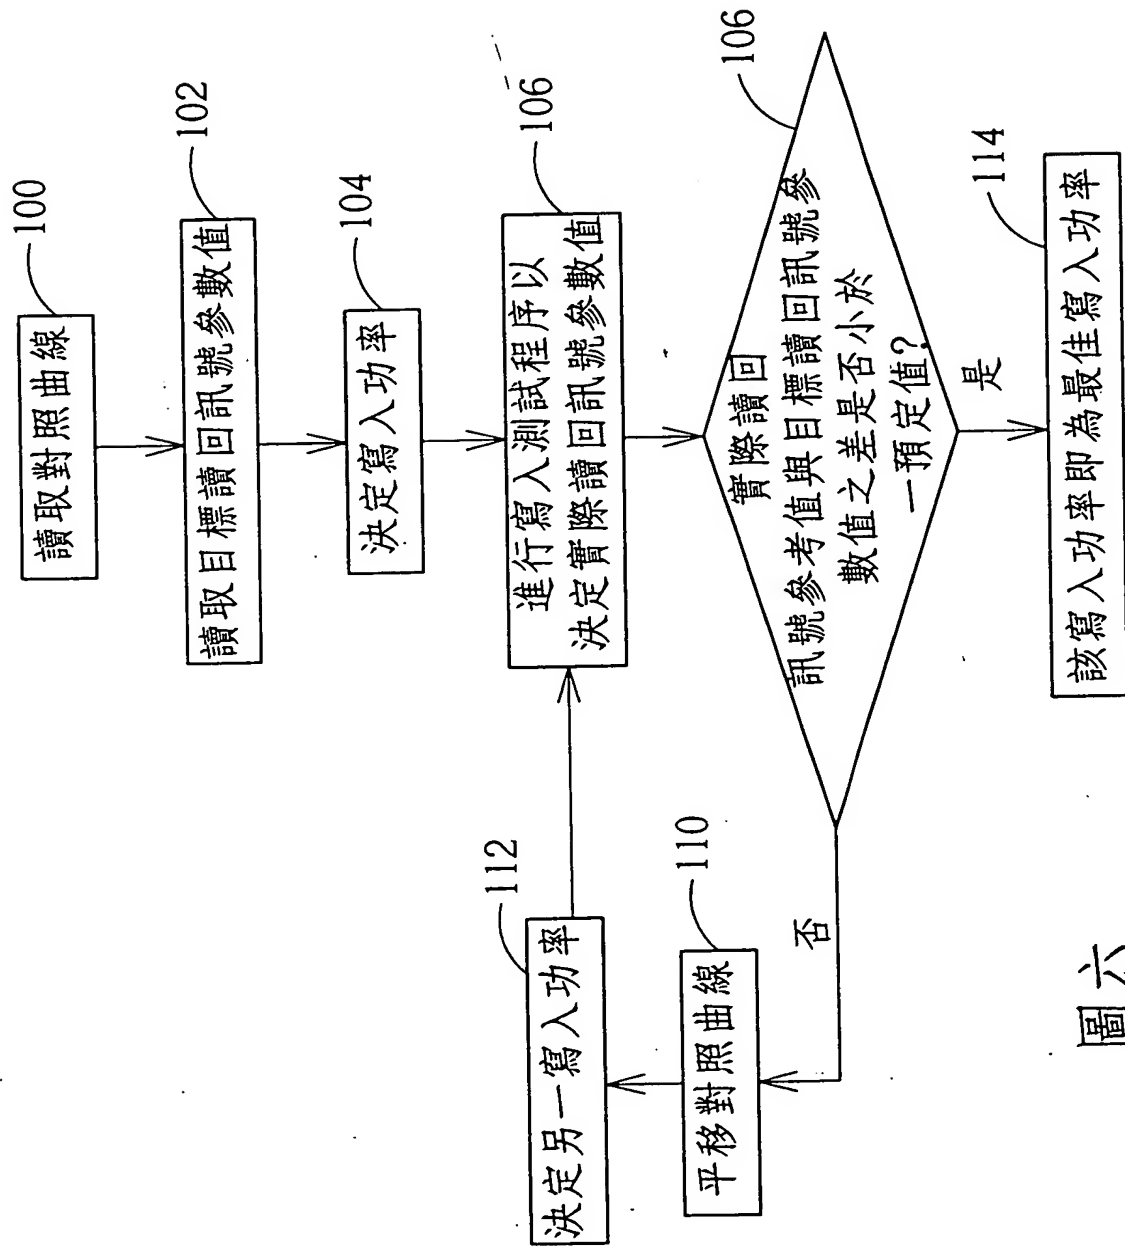 100
讀取對照曲線
102
讀取目標讀回訊號參數值
104
決定寫入功率
106
進行寫入測試程序以
決定實際讀回訊號參數值
106
實際讀回
訊號參考值與目標讀回訊號參
數值之差是否小於
一預定值?
是
114
該寫入功率即為最佳寫入功率
否
110
平移對照曲線
112
決定另一寫入功率
圖六